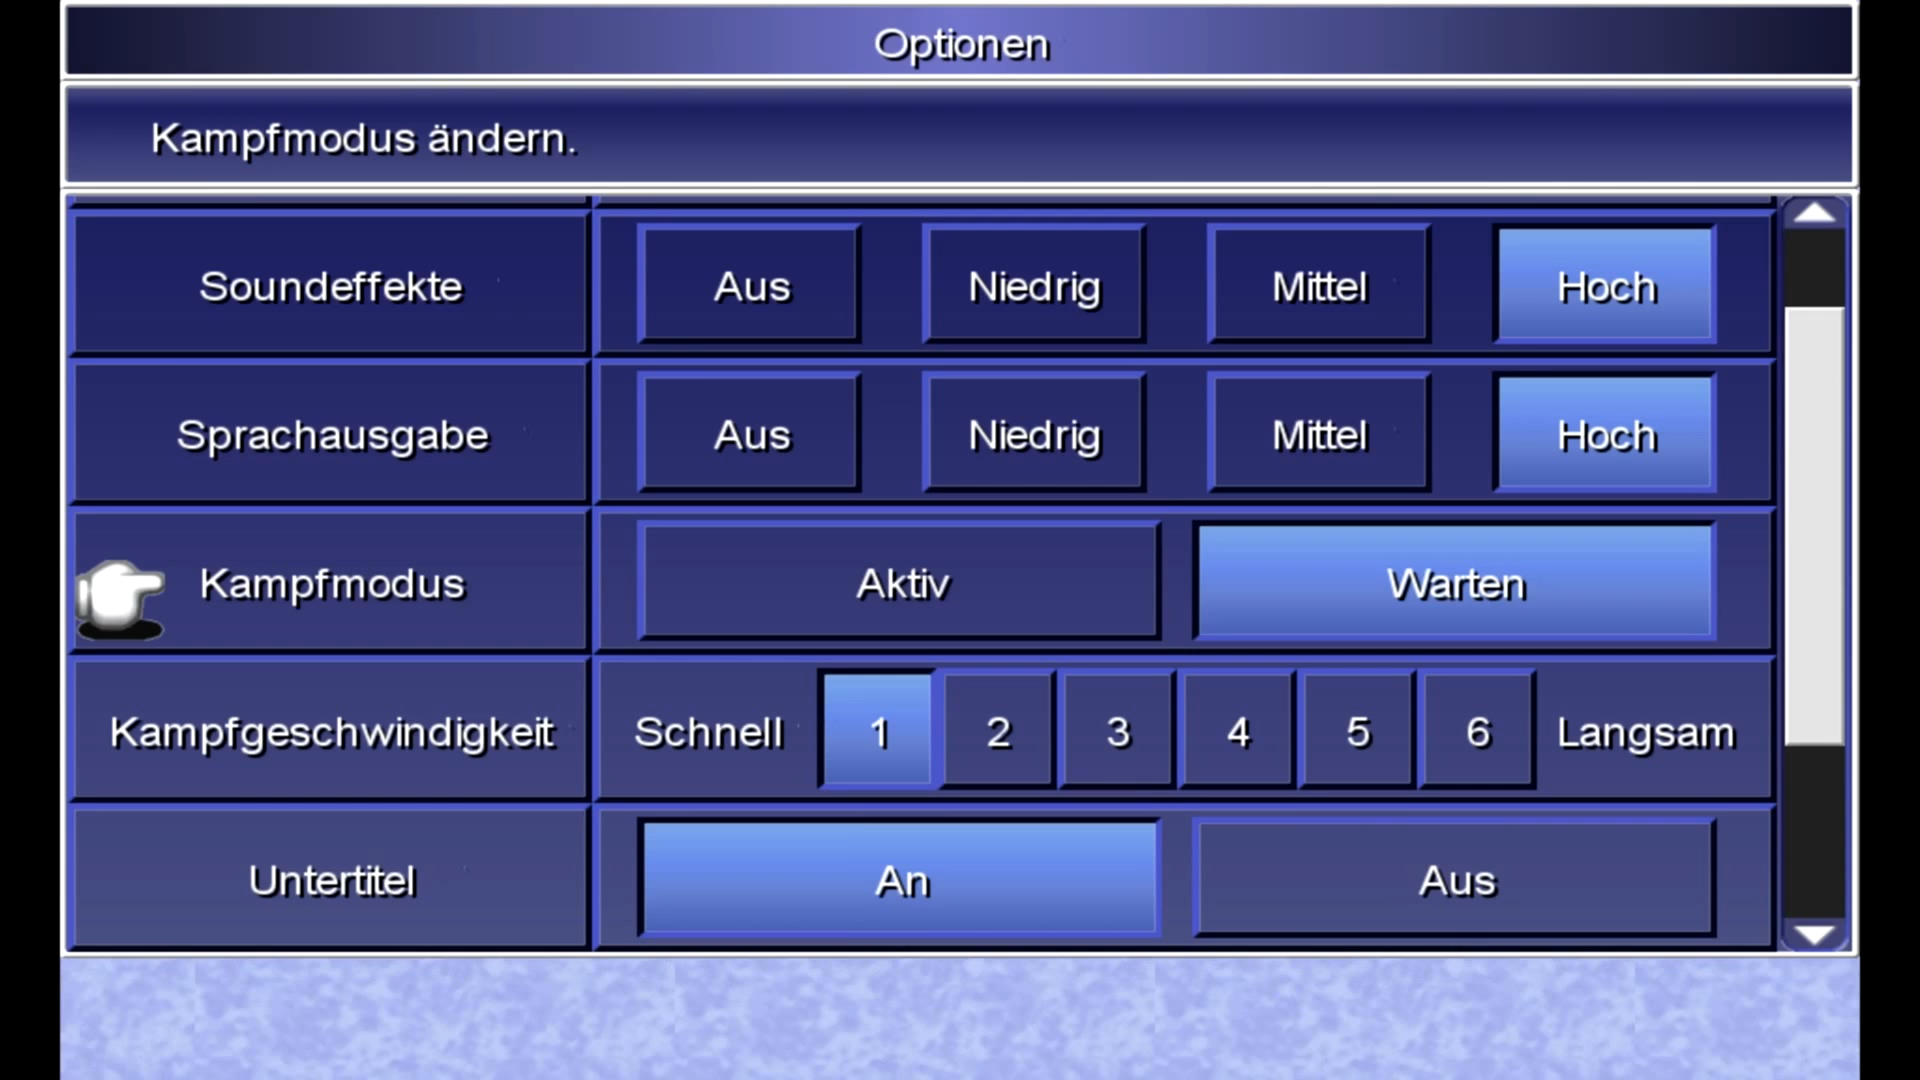 Optionen
Kampfmodus ändern.
Soundeffekte Aus Niedrig Mittel Hoch
Sprachausgabe Aus Niedrig Mittel Hoch
Kampfmodus Aktiv Warten
Kampfgeschwindigkeit Schnell 1 2 3 4 5 6 Langsam
Untertitel An Aus